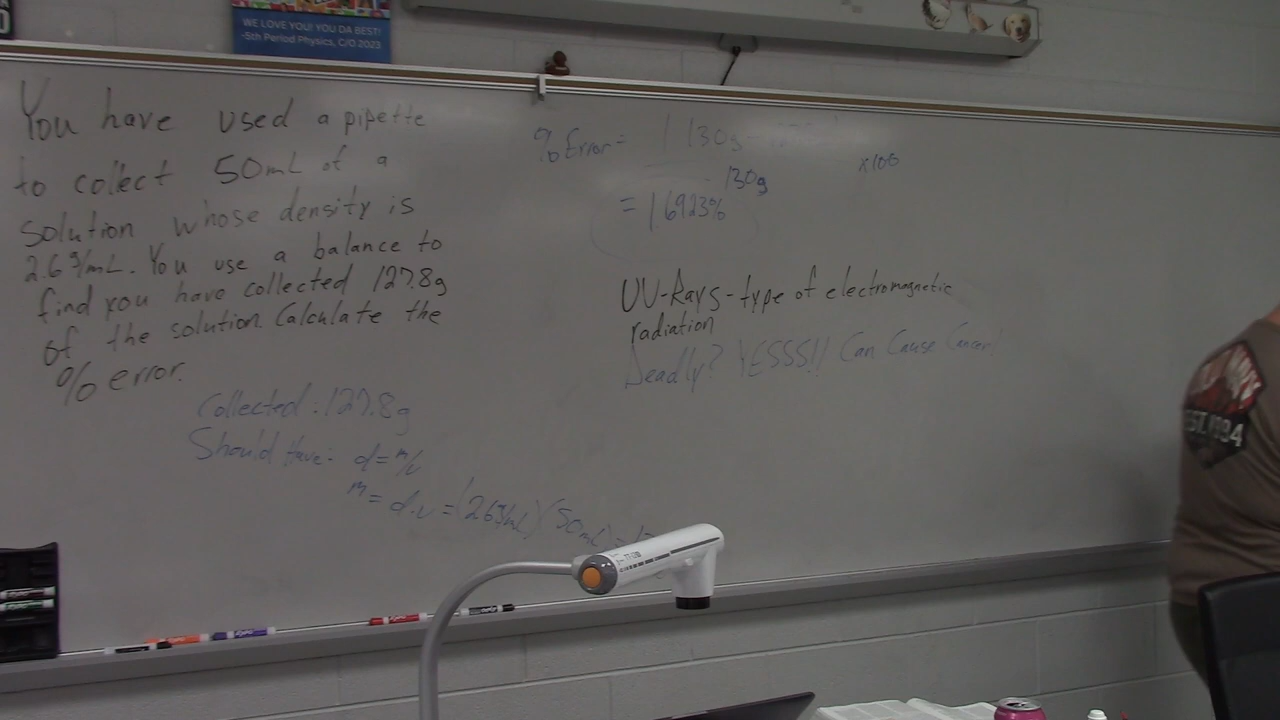 WE LOVE YOU! YOU DA BEST!
-5th Period Physics, C/O 2023
You have used a pipette
to collect 50mL of a
solution whose density is
2.6 g/mL. You use a balance to
find you have collected 127.8g
of the solution. Calculate the
% error.
Collected: 127.8g
Should Have: d=m/v
m= d.v = (2.6g/mL)(50mL)=
% Error= | 130g
x100
130g
= 1.6923%
UV-Rays-type of electromagnetic
radiation
Deadly? YESSS!! Can Cause Cancer!
EST. 1994